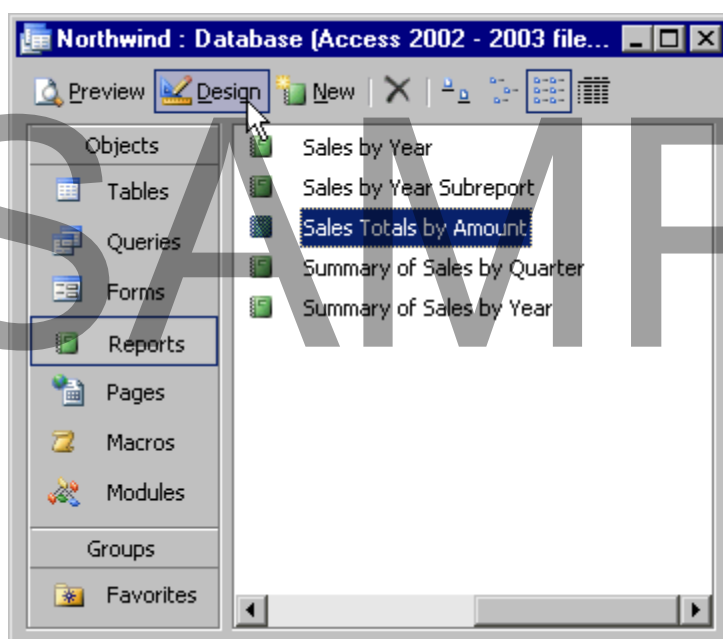 Northwind : Database (Access 2002 - 2003 file...
Preview Design New
Objects
Tables
Queries
Forms
Reports
Pages
Macros
Modules
Groups
Favorites
Sales by Year
Sales by Year Subreport
Sales Totals by Amount
Summary of Sales by Quarter
Summary of Sales by Year
SAMP